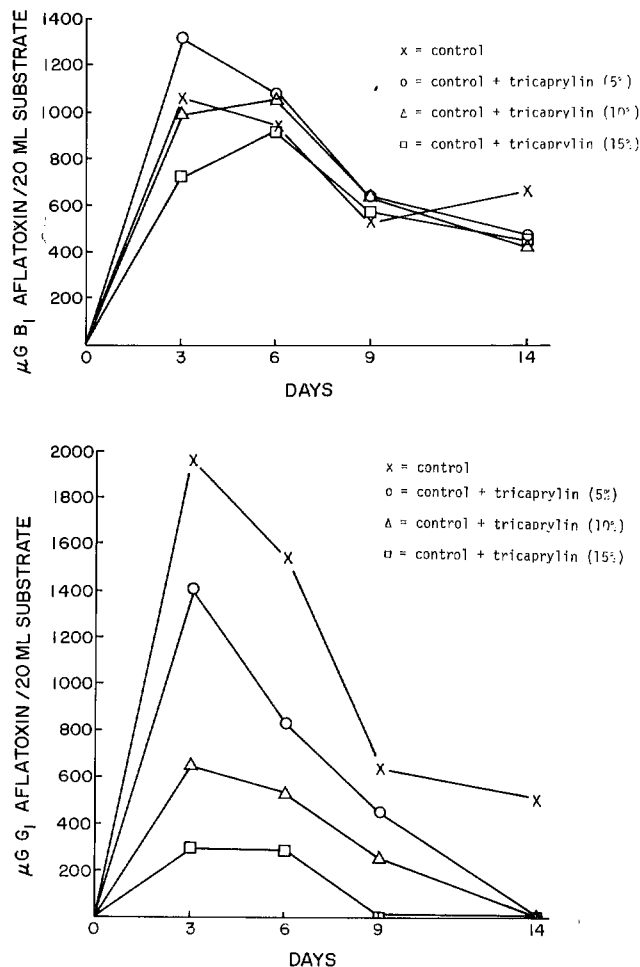 1400
1200
1000
800
600
400
200
0
3
6
9
14
DAYS
µG B1 AFLATOXIN/20 ML SUBSTRATE
x = control
o = control + tricaprylin (5%)
Δ = control + tricaprylin (10%)
□ = control + tricaprylin (15%)
2000
1800
1600
1400
1200
1000
800
600
400
200
0
3
6
9
14
DAYS
µG G1 AFLATOXIN/20 ML SUBSTRATE
x = control
o = control + tricaprylin (5%)
Δ = control + tricaprylin (10%)
□ = control + tricaprylin (15%)